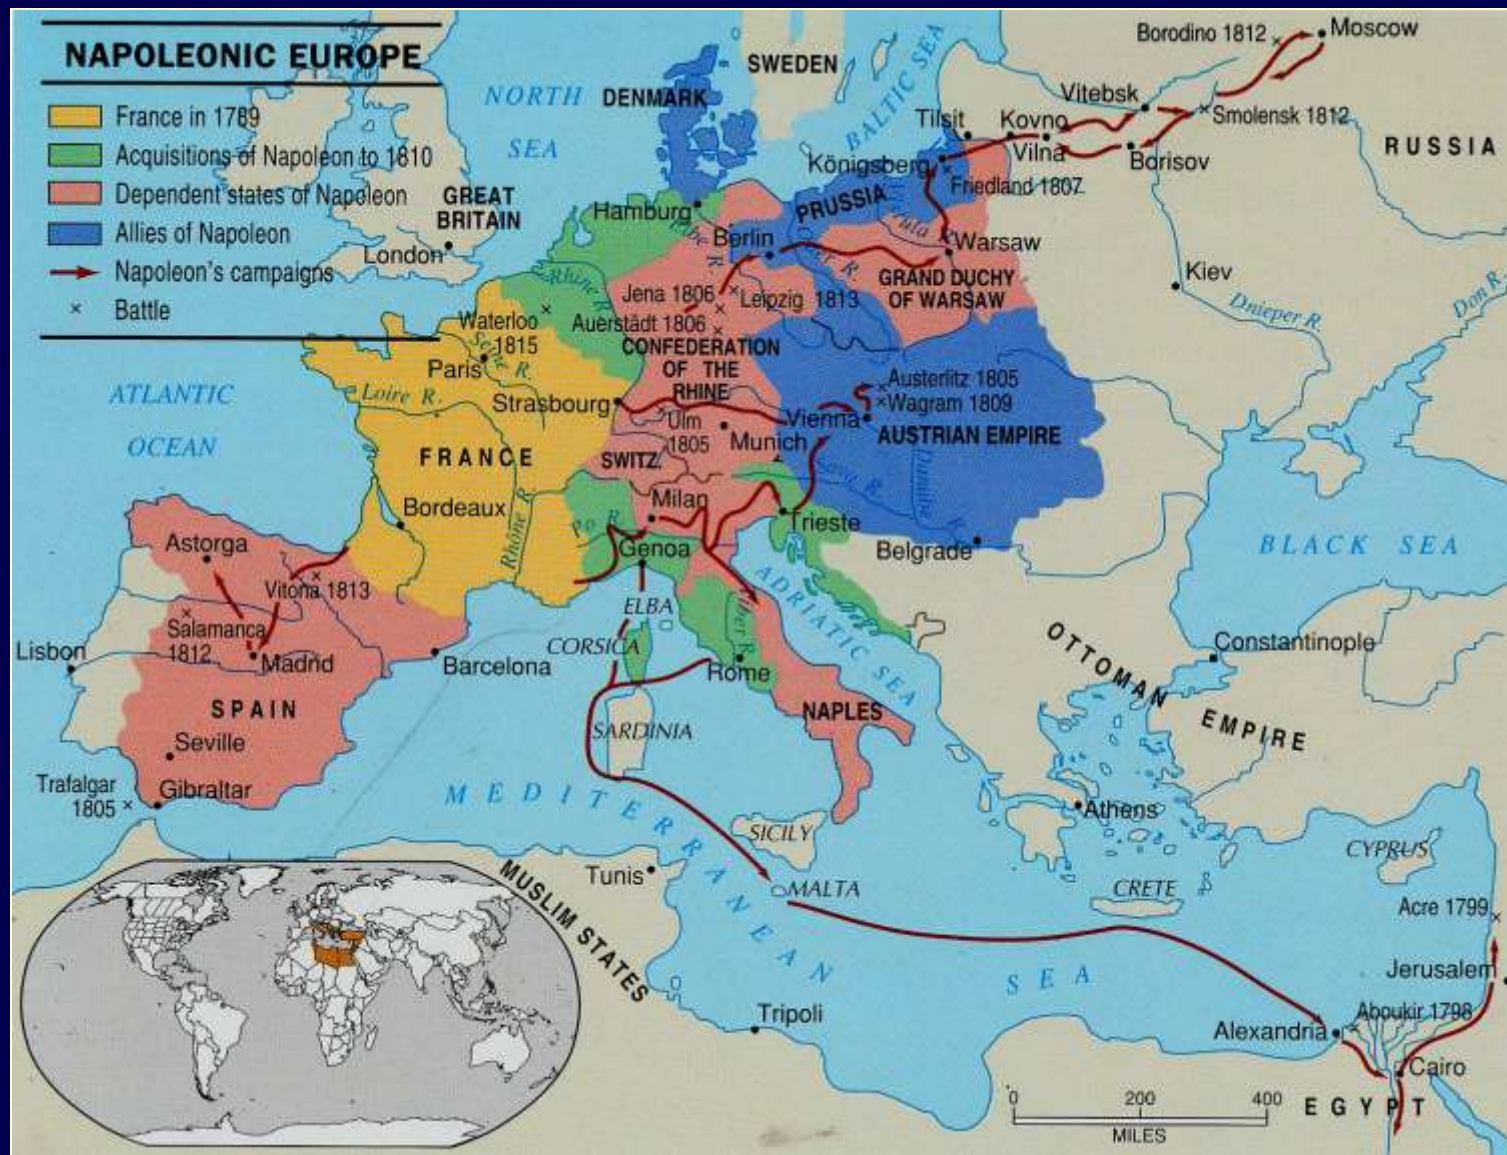 NAPOLEONIC EUROPE
France in 1789
Acquisitions of Napoleon to 1810
Dependent states of Napoleon
Allies of Napoleon
Napoleon's campaigns
Battle
NORTH
SEA
DENMARK
SWEDEN
BALTIC SEA
Borodino 1812
Moscow
Vitebsk
Smolensk 1812
Tilsit
Kovno
Vilna
Borisov
RUSSIA
Königsberg
Friedland 1807
PRUSSIA
GREAT
BRITAIN
London
Hamburg
Elbe R.
Berlin
Oder R.
Warsaw
GRAND DUCHY
OF WARSAW
Kiev
Dnieper R.
Don R.
Rhine R.
Jena 1806
Leipzig 1813
Auerstädt 1806
Waterloo
1815
CONFEDERATION
OF THE
RHINE
Seine R.
Paris
Loire R.
Strasbourg
Ulm
1805
Munich
Vienna
Austerlitz 1805
Wagram 1809
AUSTRIAN EMPIRE
ATLANTIC
OCEAN
FRANCE
SWITZ.
Save R.
Danube R.
Bordeaux
Rhône R.
Po R.
Milan
Genoa
Trieste
Belgrade
BLACK SEA
Astorga
Vitoria 1813
Salamanca
1812
Lisbon
Madrid
Barcelona
SPAIN
Seville
Gibraltar
Trafalgar
1805
ELBA
CORSICA
Tiber R.
Rome
ADRIATIC SEA
SARDINIA
NAPLES
Constantinople
OTTOMAN EMPIRE
MEDITERRANEAN
SEA
SICILY
Athens
Tunis
MALTA
CRETE
CYPRUS
MUSLIM STATES
Tripoli
Acre 1799
Jerusalem
Aboukir 1798
Alexandria
Cairo
EGYPT
0 200 400
MILES